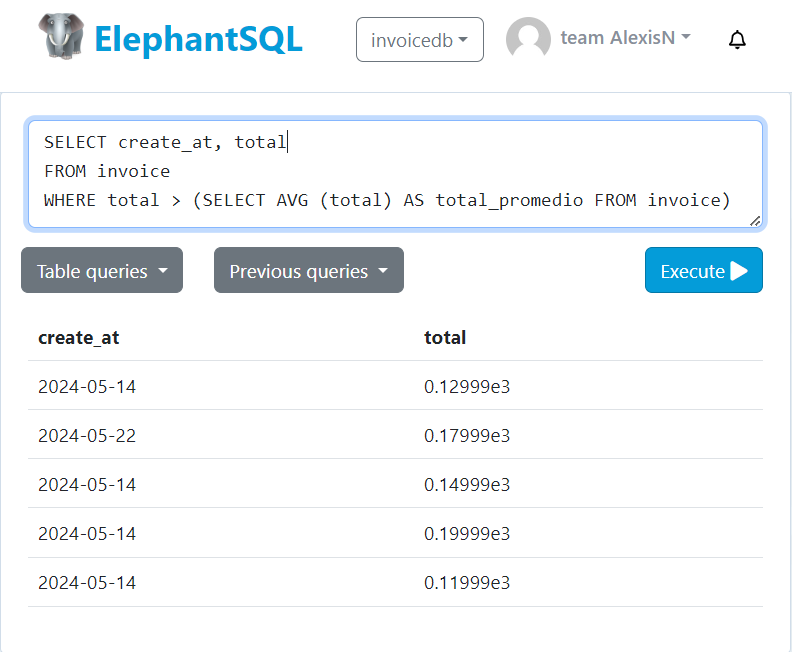 ElephantSQL
invoicedb
team AlexisN
SELECT create_at, total
FROM invoice
WHERE total > (SELECT AVG (total) AS total_promedio FROM invoice)
Table queries
Previous queries
Execute
create_at total
2024-05-14 0.12999e3
2024-05-22 0.17999e3
2024-05-14 0.14999e3
2024-05-14 0.19999e3
2024-05-14 0.11999e3